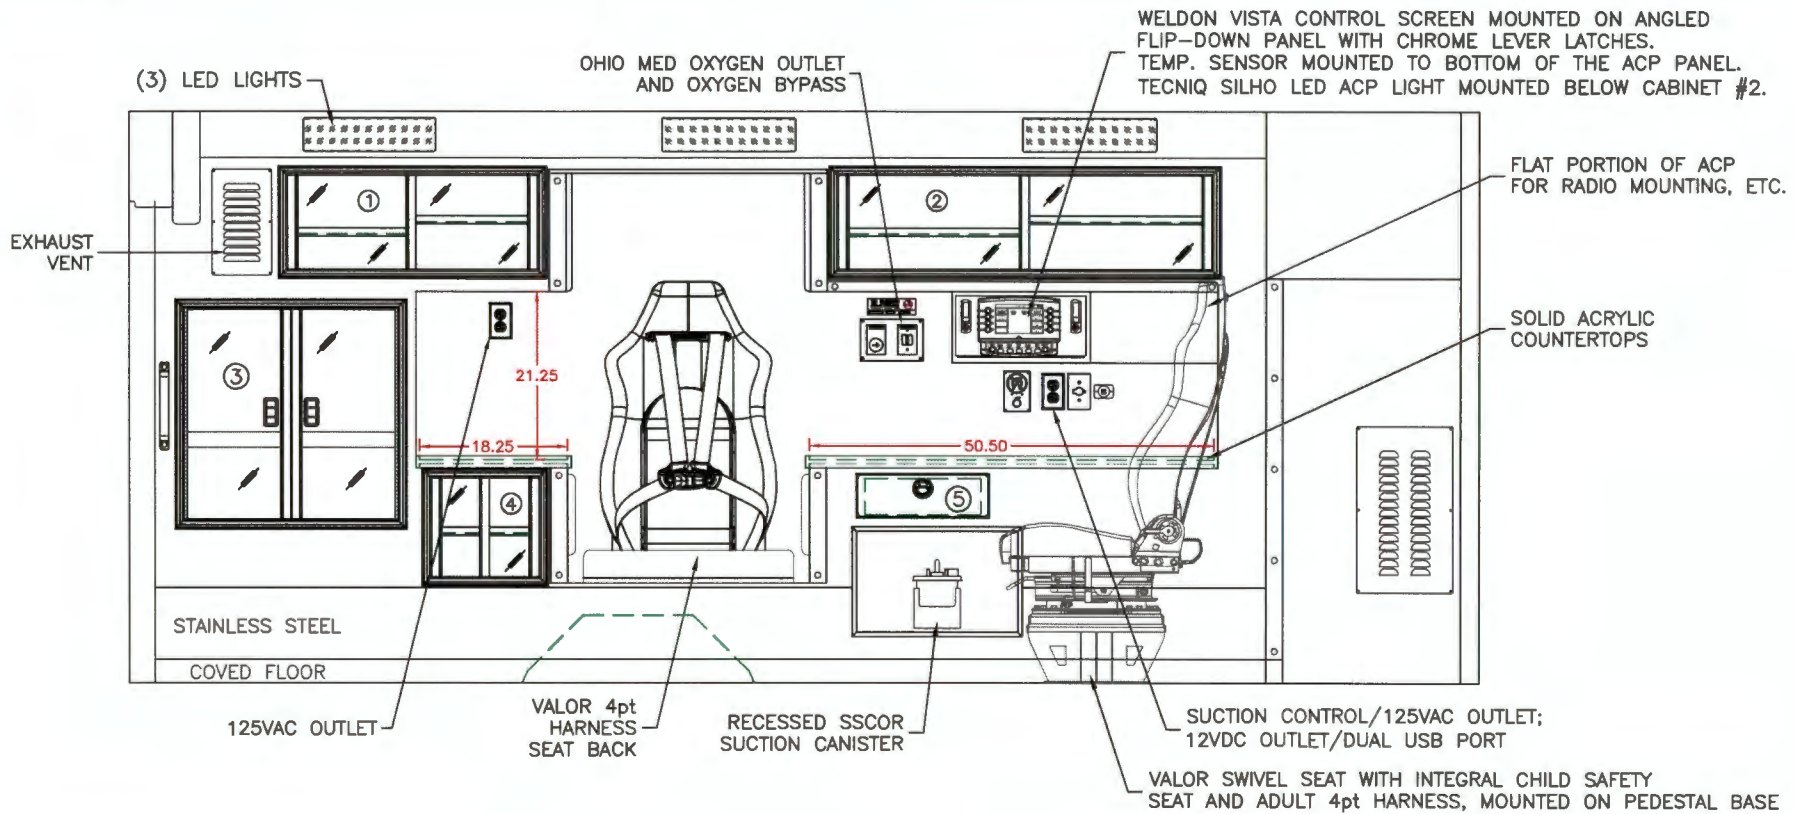 WELDON VISTA CONTROL SCREEN MOUNTED ON ANGLED
FLIP-DOWN PANEL WITH CHROME LEVER LATCHES.
TEMP. SENSOR MOUNTED TO BOTTOM OF THE ACP PANEL.
TECNIQ SILHO LED ACP LIGHT MOUNTED BELOW CABINET #2.
OHIO MED OXYGEN OUTLET
AND OXYGEN BYPASS
(3) LED LIGHTS
FLAT PORTION OF ACP
FOR RADIO MOUNTING, ETC.
1
2
EXHAUST
VENT
SOLID ACRYLIC
COUNTERTOPS
3
21.25
18.25
50.50
4
5
STAINLESS STEEL
COVED FLOOR
125VAC OUTLET
VALOR 4pt
HARNESS
SEAT BACK
RECESSED SSCOR
SUCTION CANISTER
SUCTION CONTROL/125VAC OUTLET;
12VDC OUTLET/DUAL USB PORT
VALOR SWIVEL SEAT WITH INTEGRAL CHILD SAFETY
SEAT AND ADULT 4pt HARNESS, MOUNTED ON PEDESTAL BASE